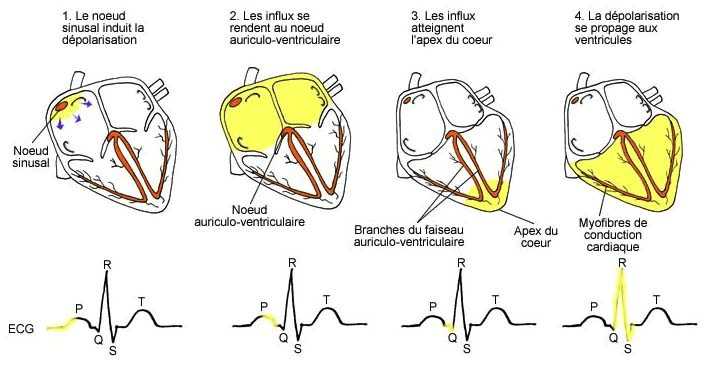 1. Le noeud
sinusal induit la
dépolarisation
2. Les influx se
rendent au noeud
auriculo-ventriculaire
3. Les influx
atteignent
l'apex du coeur
4. La dépolarisation
se propage aux
ventricules
Noeud
sinusal
Noeud
auriculo-ventriculaire
Branches du faiseau
auriculo-ventriculaire
Apex du
coeur
Myofibres de
conduction
cardiaque
ECG
P
R
Q
S
T
P
R
Q
S
T
P
R
Q
S
T
P
R
Q
S
T